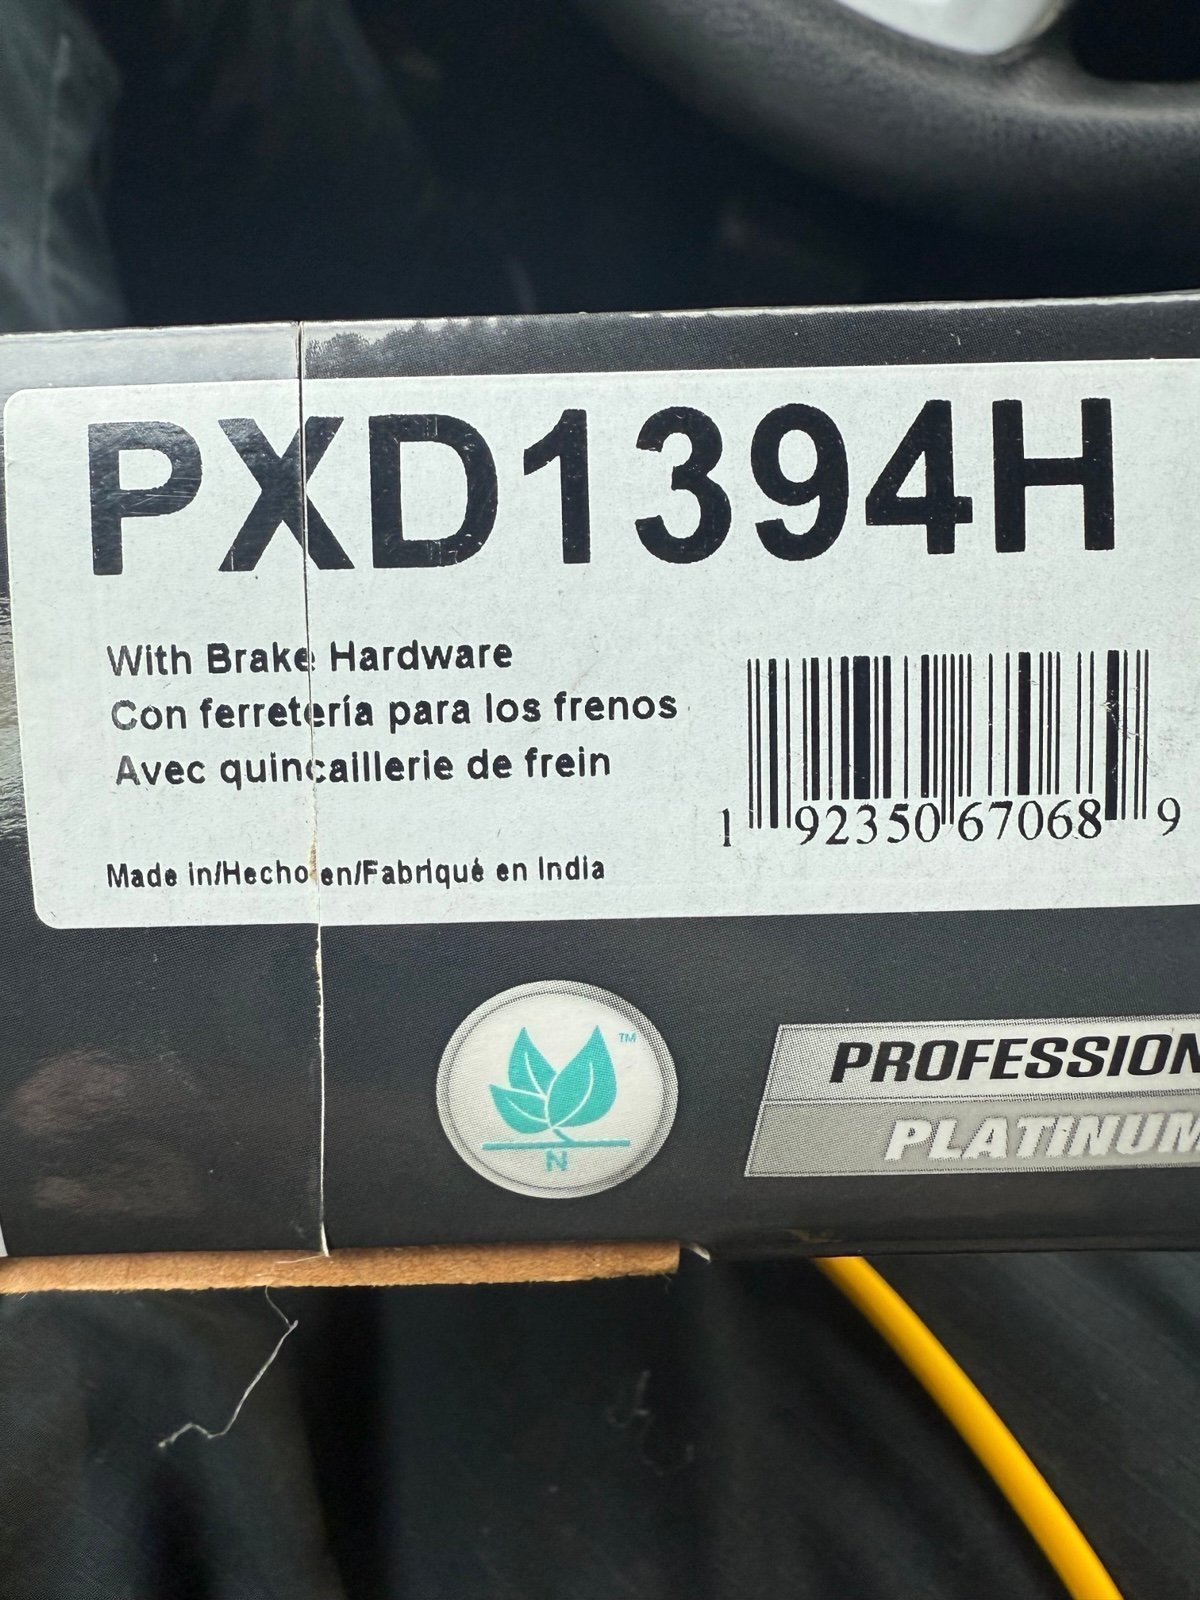 PXD1394H
With Brake Hardware
Con ferretería para los frenos
Avec quincaillerie de frein
1 92350 67068 9
Made in/Hecho en/Fabriqué en India
TM
N
PROFESSION
PLATINUM